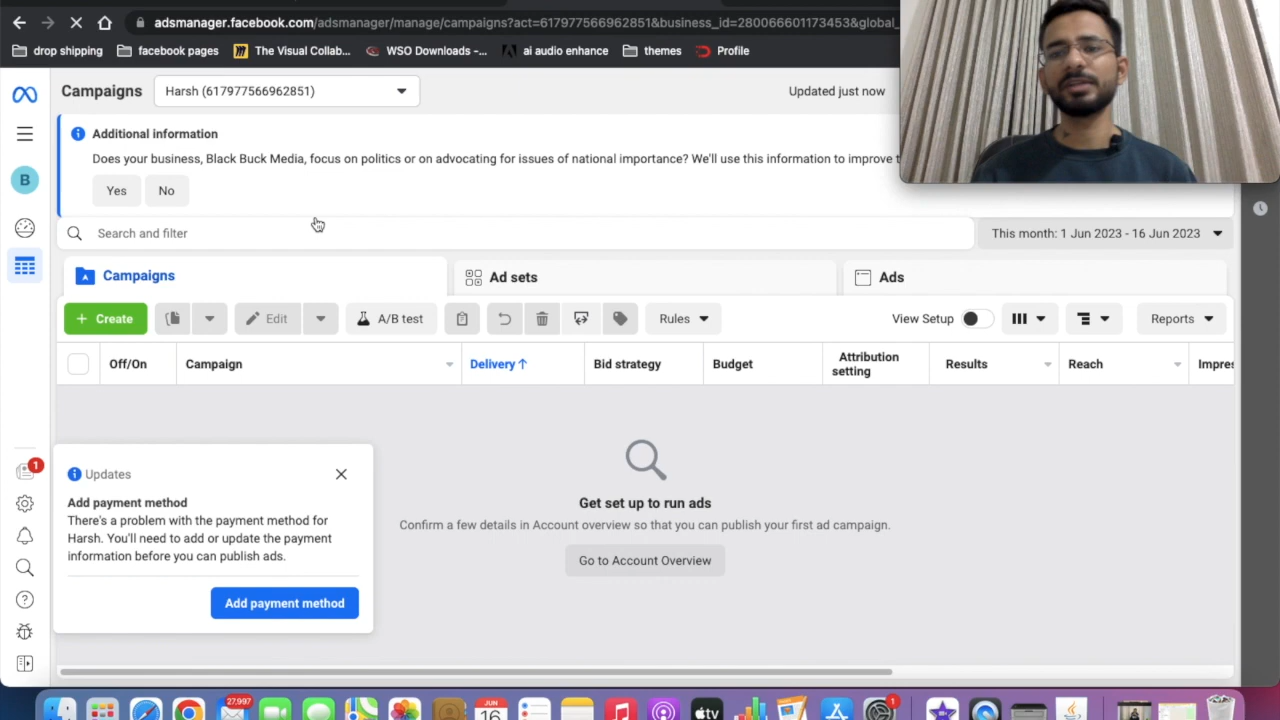 adsmanager.facebook.com/adsmanager/manage/campaigns?act=617977566962851&business_id=280066601173453&global_
drop shipping
facebook pages
The Visual Collab...
WSO Downloads -...
ai audio enhance
themes
Profile
Campaigns
Harsh (617977566962851)
Updated just now
Additional information
Does your business, Black Buck Media, focus on politics or on advocating for issues of national importance? We'll use this information to improve t
B
Yes
No
Search and filter
This month: 1 Jun 2023 - 16 Jun 2023
Campaigns
Ad sets
Ads
+ Create
Edit
A/B test
Rules
View Setup
Reports
Off/On
Campaign
Delivery ↑
Bid strategy
Budget
Attribution
setting
Results
Reach
Impres
1
Updates
Add payment method
There's a problem with the payment method for
Harsh. You'll need to add or update the payment
information before you can publish ads.
Add payment method
Get set up to run ads
Confirm a few details in Account overview so that you can publish your first ad campaign.
Go to Account Overview
27,997
JUN
16
tv
1